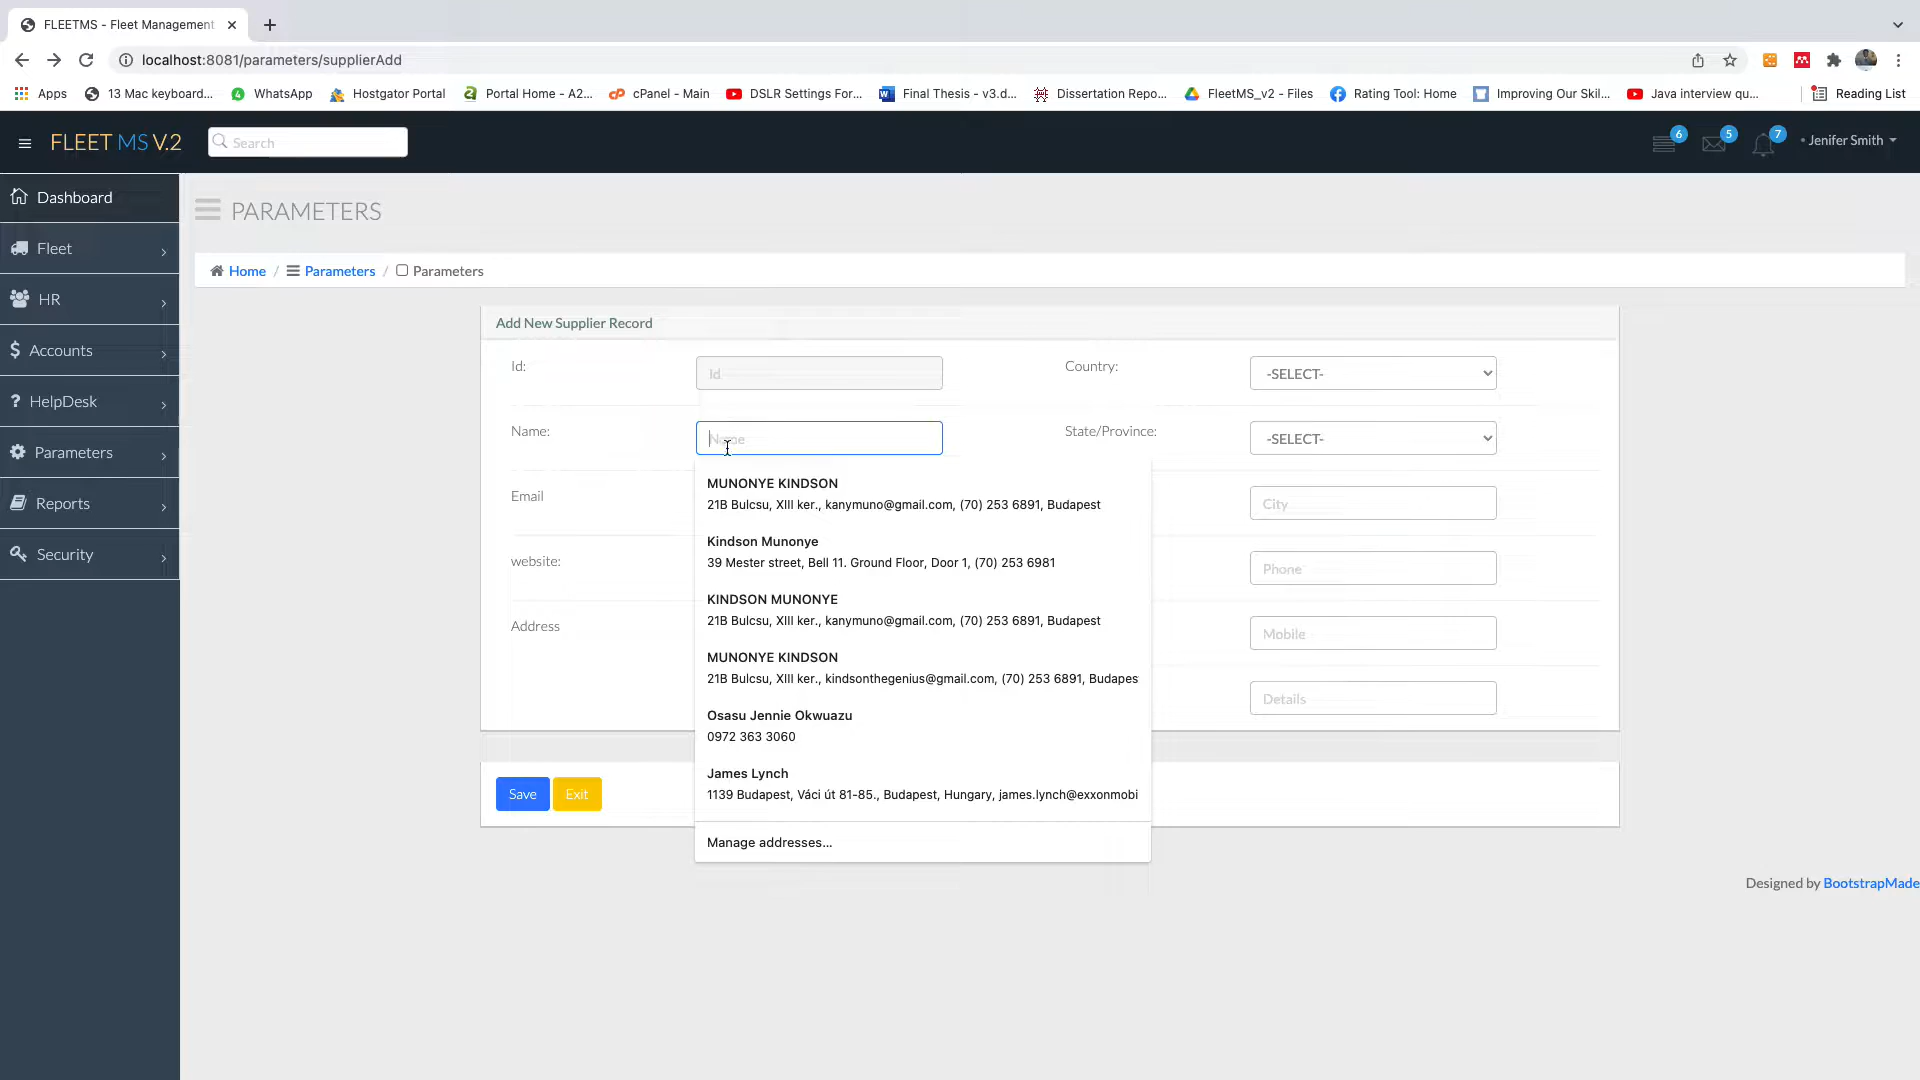 FLEETMS - Fleet Management
localhost:8081/parameters/supplierAdd
Apps 13 Mac keyboard... WhatsApp Hostgator Portal Portal Home - A2... cPanel - Main DSLR Settings For... Final Thesis - v3.d... Dissertation Repo... FleetMS_v2 - Files Rating Tool: Home Improving Our Skil... Java interview qu... Reading List
FLEET MS V.2 Search 6 5 7 Jenifer Smith
Dashboard
Fleet
HR
Accounts
HelpDesk
Parameters
Reports
Security
PARAMETERS
Home / Parameters / Parameters
Add New Supplier Record
Id: Id Country: -SELECT-
Name: Name State/Province: -SELECT-
Email City
website: Phone
Address Mobile
Details
MUNONYE KINDSON
21B Bulcsu, XIII ker., kanymuno@gmail.com, (70) 253 6891, Budapest
Kindson Munonye
39 Mester street, Bell 11. Ground Floor, Door 1, (70) 253 6981
KINDSON MUNONYE
21B Bulcsu, XIII ker., kanymuno@gmail.com, (70) 253 6891, Budapest
MUNONYE KINDSON
21B Bulcsu, XIII ker., kindsonthegenius@gmail.com, (70) 253 6891, Budapes
Osasu Jennie Okwuazu
0972 363 3060
James Lynch
1139 Budapest, Váci út 81-85., Budapest, Hungary, james.lynch@exxonmobi
Manage addresses...
Save Exit
Designed by BootstrapMade